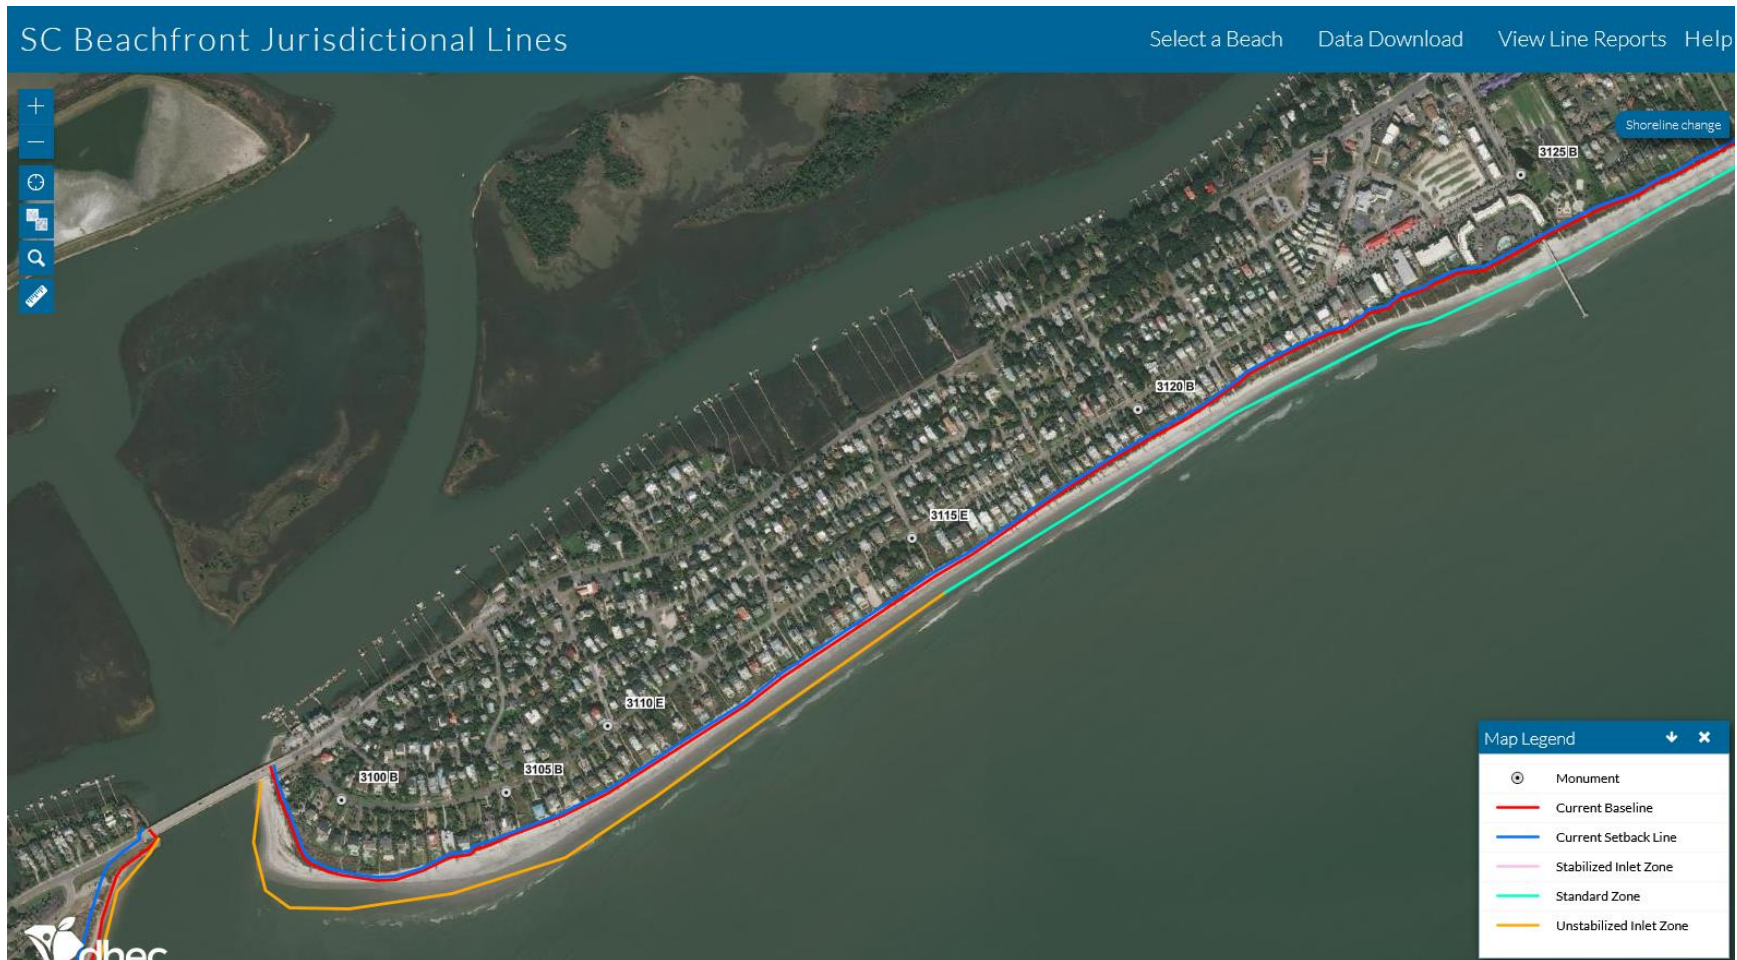 SC Beachfront Jurisdictional Lines
Select a Beach
Data Download
View Line Reports
Help
Shoreline change
3125 B
3120 B
3115 E
3110 E
3105 B
3100 B
Map Legend
Monument
Current Baseline
Current Setback Line
Stabilized Inlet Zone
Standard Zone
Unstabilized Inlet Zone
dhec